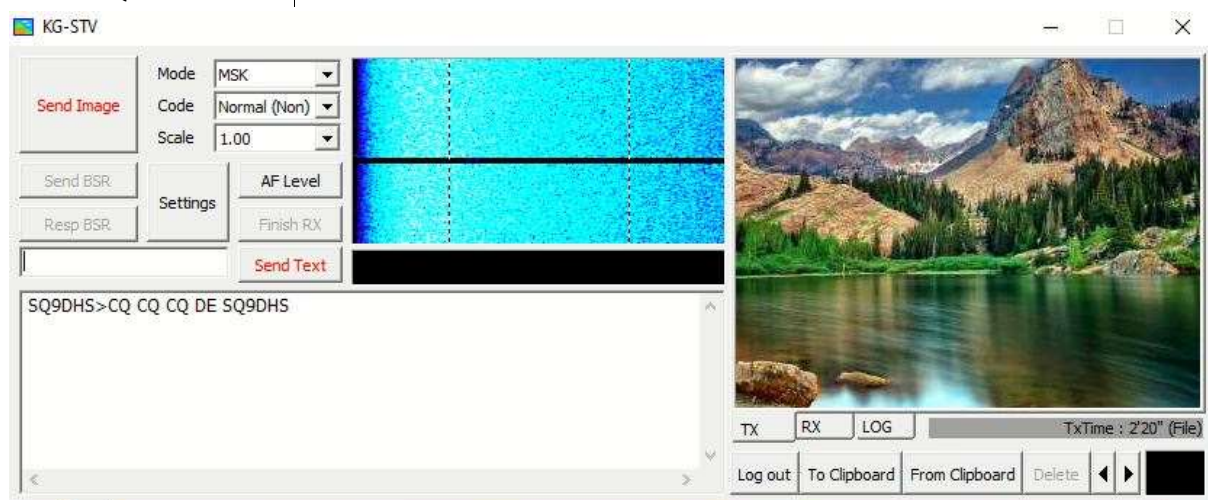 KG-STV
Send Image
Mode MSK
Code Normal (Non)
Scale 1.00
Send BSR
Settings
AF Level
Resp BSR
Finish RX
Send Text
SQ9DHS>CQ CQ CQ DE SQ9DHS
TX RX LOG
TxTime : 2'20" (File)
Log out To Clipboard From Clipboard Delete